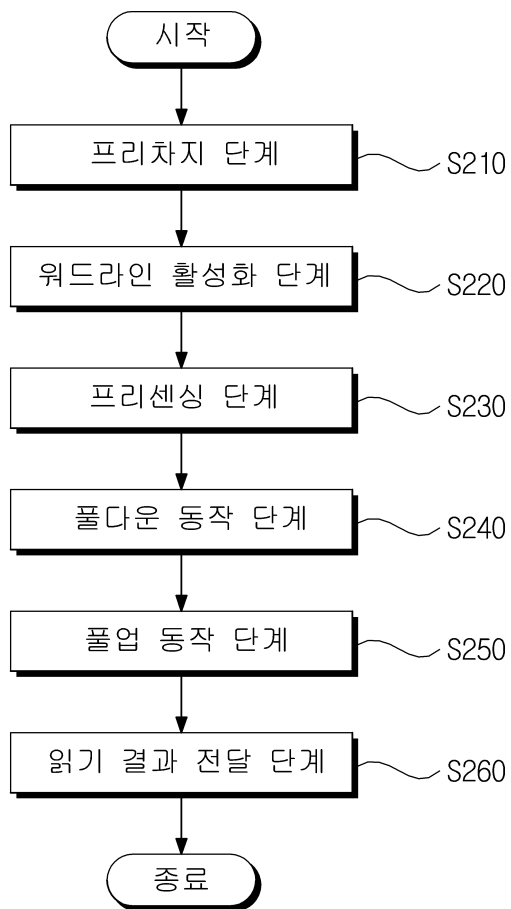 시작
프리차지 단계
S210
워드라인 활성화 단계
S220
프리센싱 단계
S230
풀다운 동작 단계
S240
풀업 동작 단계
S250
읽기 결과 전달 단계
S260
종료